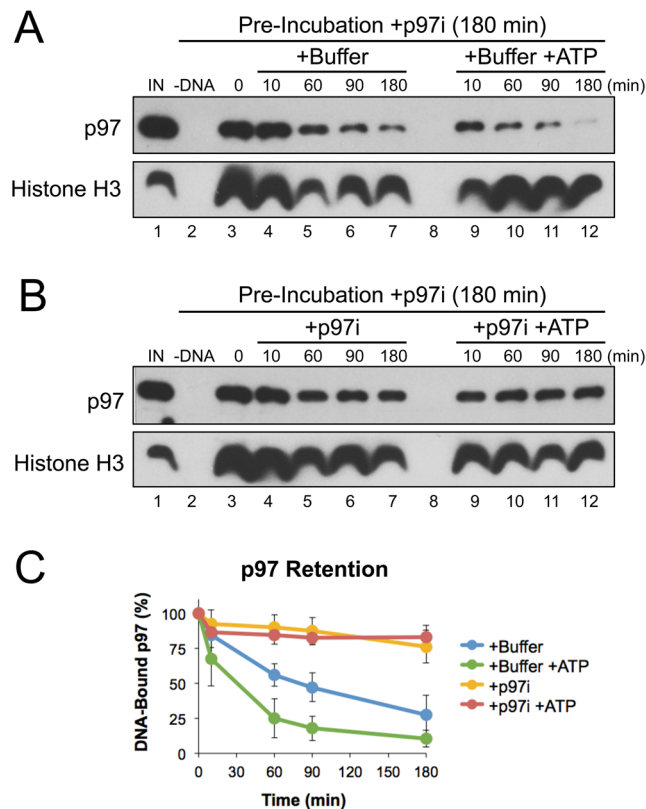 A
Pre-Incubation +p97i (180 min)
+Buffer +Buffer +ATP
IN -DNA 0 10 60 90 180 10 60 90 180 (min)
p97
Histone H3
1 2 3 4 5 6 7 8 9 10 11 12
B
Pre-Incubation +p97i (180 min)
+p97i +p97i +ATP
IN -DNA 0 10 60 90 180 10 60 90 180 (min)
p97
Histone H3
1 2 3 4 5 6 7 8 9 10 11 12
C
p97 Retention
DNA-Bound p97 (%)
100
75
50
25
0
0 30 60 90 120 150 180
Time (min)
+Buffer
+Buffer +ATP
+p97i
+p97i +ATP